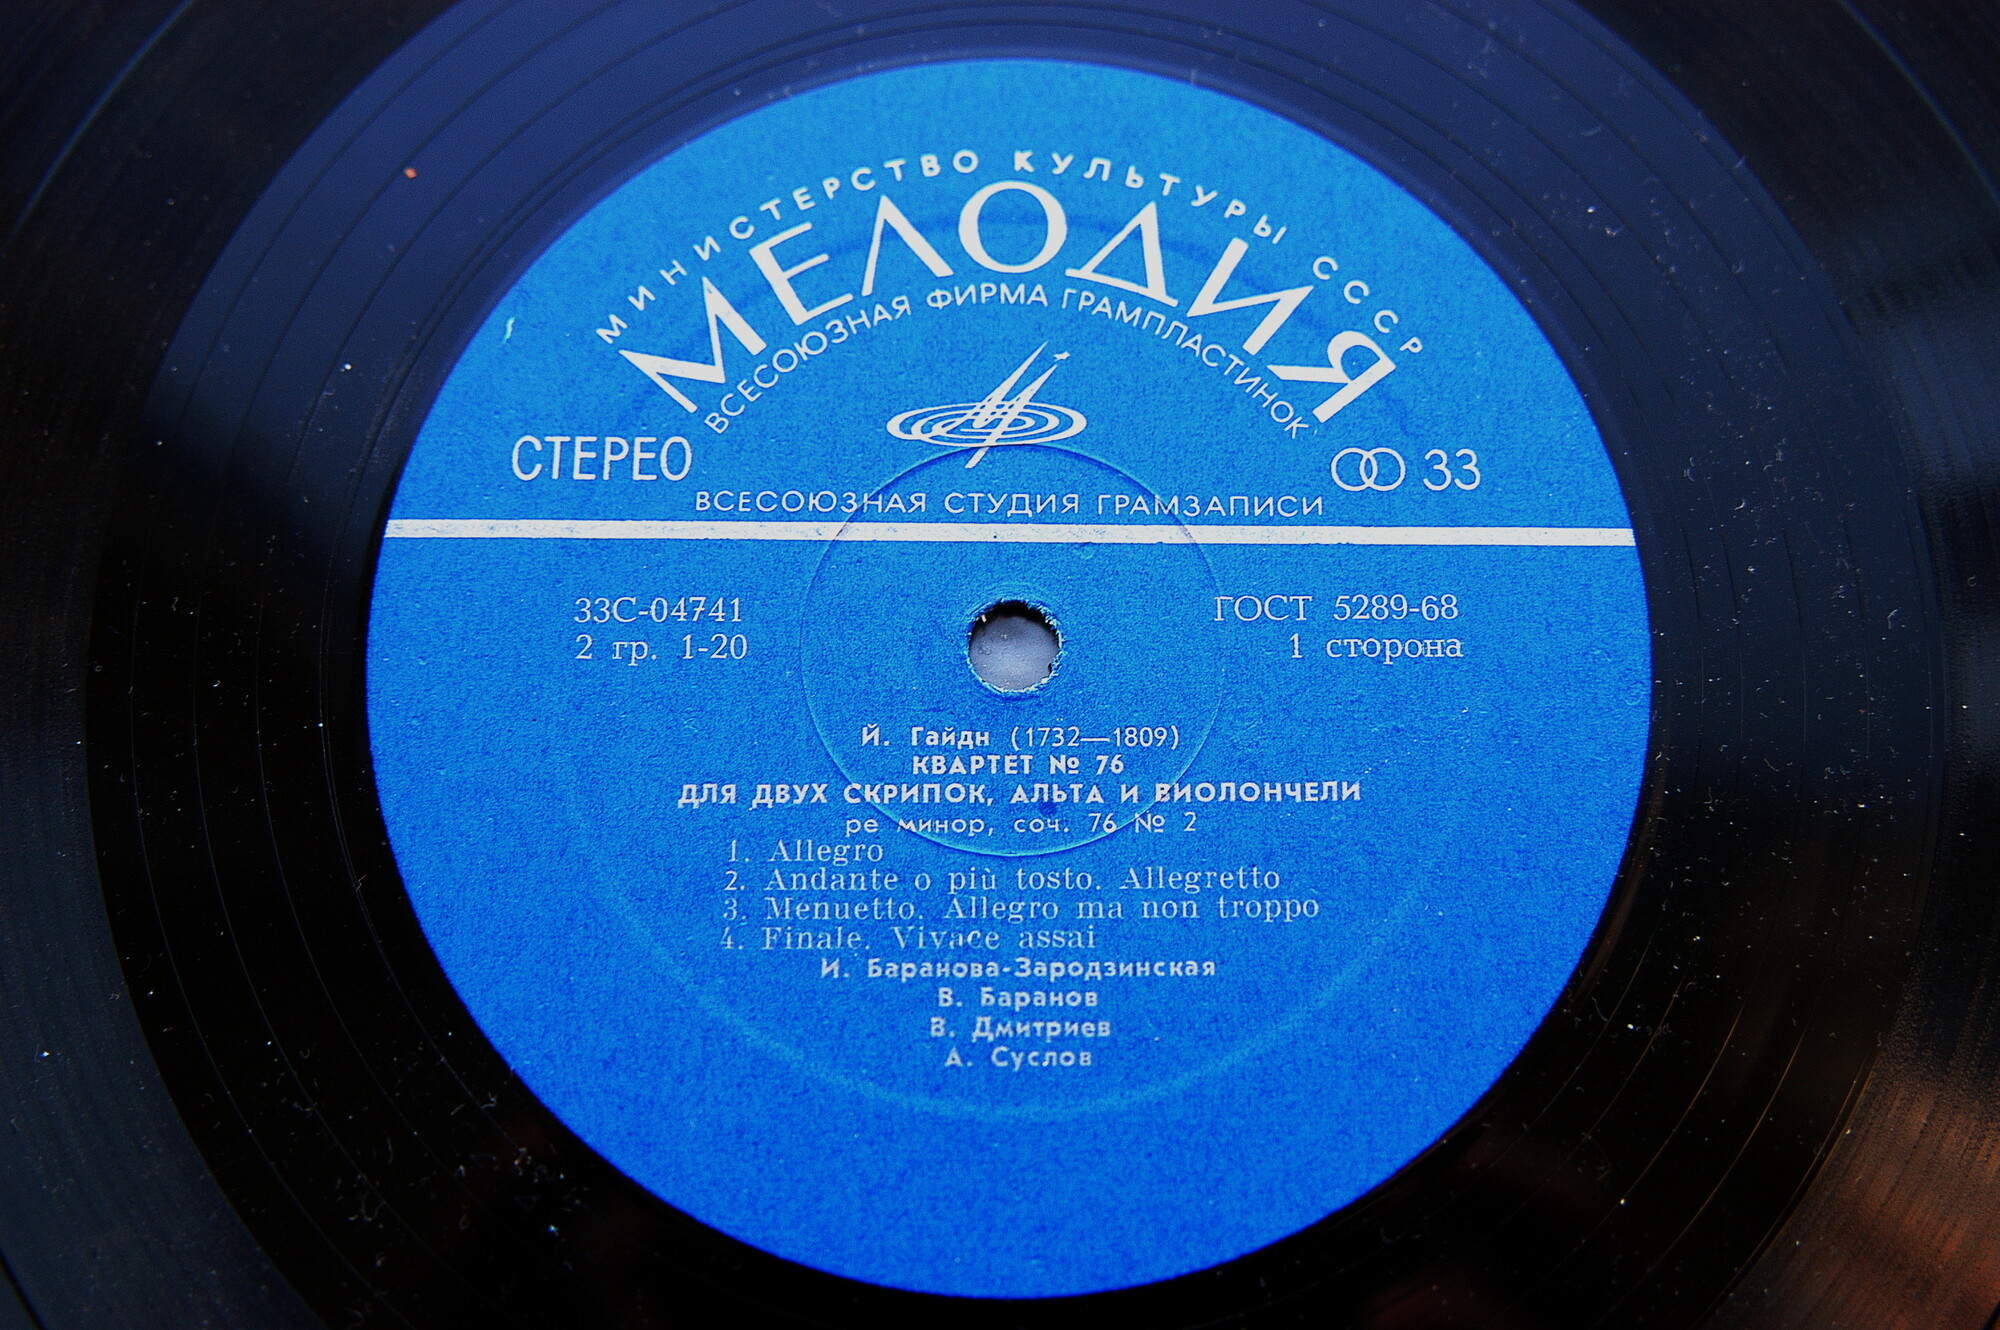 МИНИСТЕРСТВО КУЛЬТУРЫ СССР
МЕЛОДИЯ
ВСЕСОЮЗНАЯ ФИРМА ГРАМПЛАСТИНОК
СТЕРЕО
33
ВСЕСОЮЗНАЯ СТУДИЯ ГРАМЗАПИСИ
33С-04741
ГОСТ 5289-68
2 гр. 1-20
1 сторона
Й. Гайдн (1732—1809)
КВАРТЕТ № 76
ДЛЯ ДВУХ СКРИПОК, АЛЬТА И ВИОЛОНЧЕЛИ
ре минор, соч. 76 № 2
1. Allegro
2. Andante o più tosto. Allegretto
3. Menuetto. Allegro ma non troppo
4. Finale. Vivace assai
И. Баранова-Зародзинская
В. Баранов
В. Дмитриев
А. Суслов